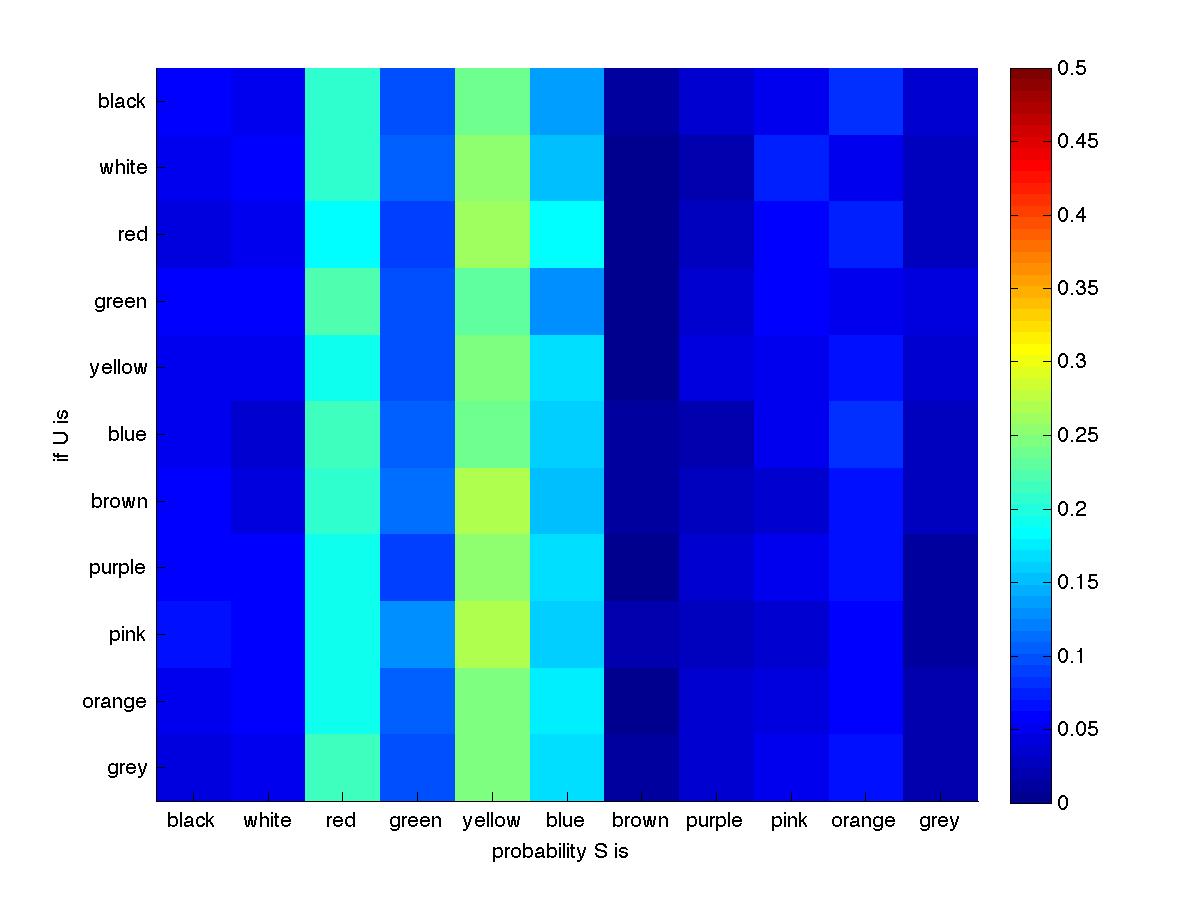 0.5
black
0.45
white
0.4
red
0.35
green
0.3
yellow
if U is
blue
0.25
brown
0.2
purple
0.15
pink
0.1
orange
0.05
grey
0
black white red green yellow blue brown purple pink orange grey
probability S is